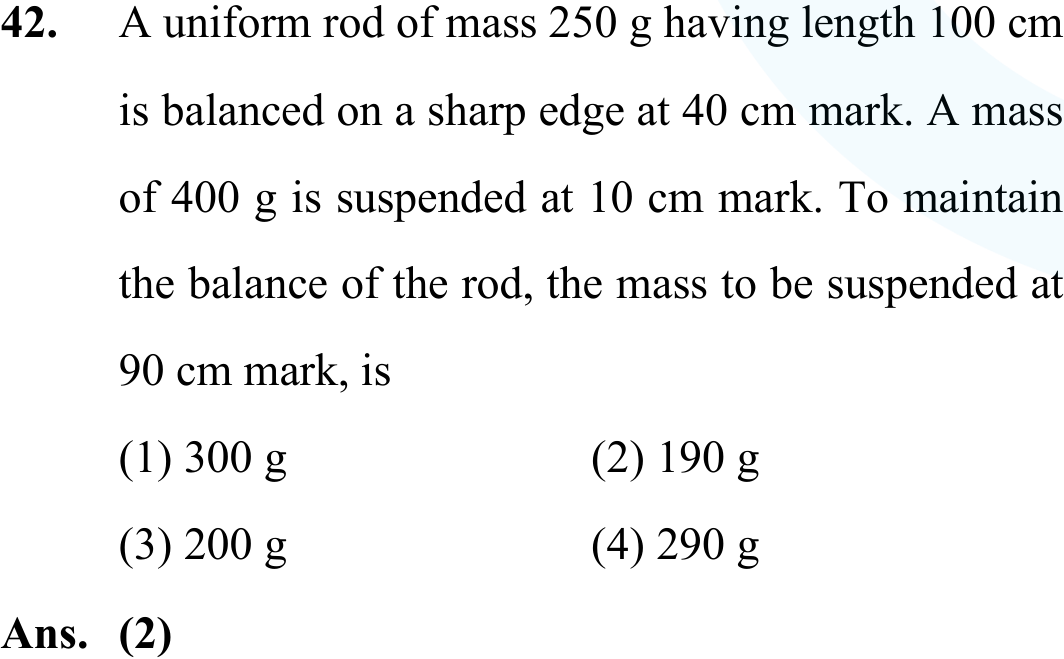 42. A uniform rod of mass 250 g having length 100 cm
is balanced on a sharp edge at 40 cm mark. A mass
of 400 g is suspended at 10 cm mark. To maintain
the balance of the rod, the mass to be suspended at
90 cm mark, is
(1) 300 g (2) 190 g
(3) 200 g (4) 290 g
Ans. (2)